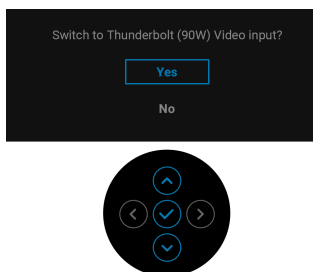 Switch to Thunderbolt (90W) Video input?
Yes
No